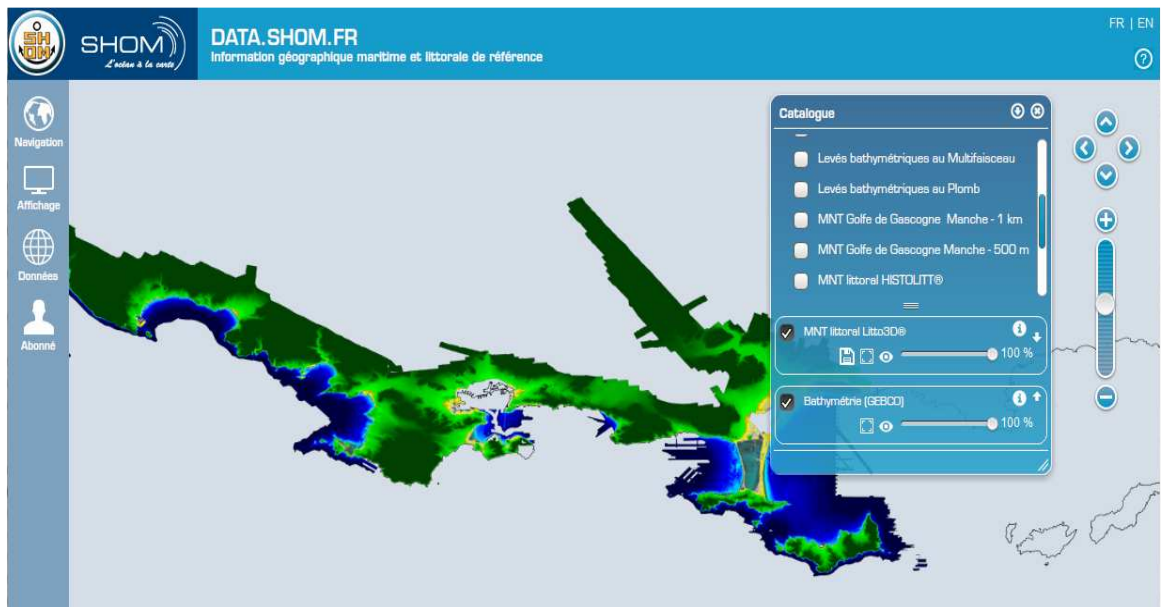 SHOM
SHOM
L'océan à la carte
DATA.SHOM.FR
Information géographique maritime et littorale de référence
FR | EN
?
Navigation
Affichage
Données
Abonné
Catalogue
Levés bathymétriques au Multifaisceau
Levés bathymétriques au Plomb
MNT Golfe de Gascogne Manche - 1 km
MNT Golfe de Gascogne Manche - 500 m
MNT littoral HISTOLITT®
MNT littoral Litto3D®
100 %
Bathymétrie (GEBCO)
100 %